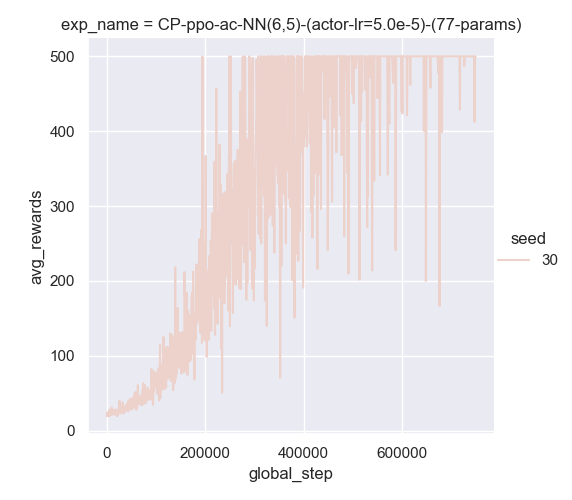 exp_name = CP-ppo-ac-NN(6,5)-(actor-lr=5.0e-5)-(77-params)
500
400
300
200
100
0
avg_rewards
0 200000 400000 600000
global_step
seed
30